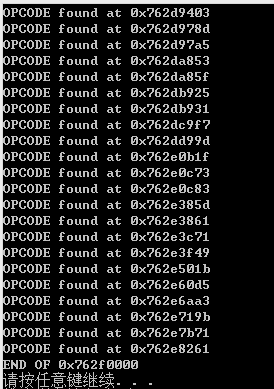 OPCODE found at 0x762d9403
OPCODE found at 0x762d978d
OPCODE found at 0x762d97a5
OPCODE found at 0x762da853
OPCODE found at 0x762da85f
OPCODE found at 0x762db925
OPCODE found at 0x762db931
OPCODE found at 0x762dc9f7
OPCODE found at 0x762dd99d
OPCODE found at 0x762e0b1f
OPCODE found at 0x762e0c73
OPCODE found at 0x762e0c83
OPCODE found at 0x762e385d
OPCODE found at 0x762e3861
OPCODE found at 0x762e3c71
OPCODE found at 0x762e3f49
OPCODE found at 0x762e501b
OPCODE found at 0x762e60d5
OPCODE found at 0x762e6aa3
OPCODE found at 0x762e719b
OPCODE found at 0x762e7b71
OPCODE found at 0x762e8261
END OF 0x762f0000
请按任意键继续. . .